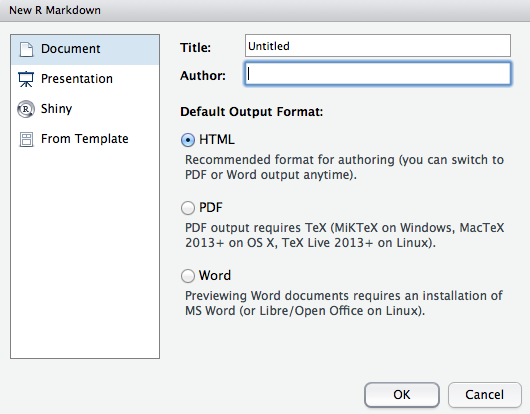 New R Markdown
Document
Presentation
Shiny
From Template
Title: Untitled
Author:
Default Output Format:
HTML
Recommended format for authoring (you can switch to
PDF or Word output anytime).
PDF
PDF output requires TeX (MiKTeX on Windows, MacTeX
2013+ on OS X, TeX Live 2013+ on Linux).
Word
Previewing Word documents requires an installation of
MS Word (or Libre/Open Office on Linux).
OK Cancel